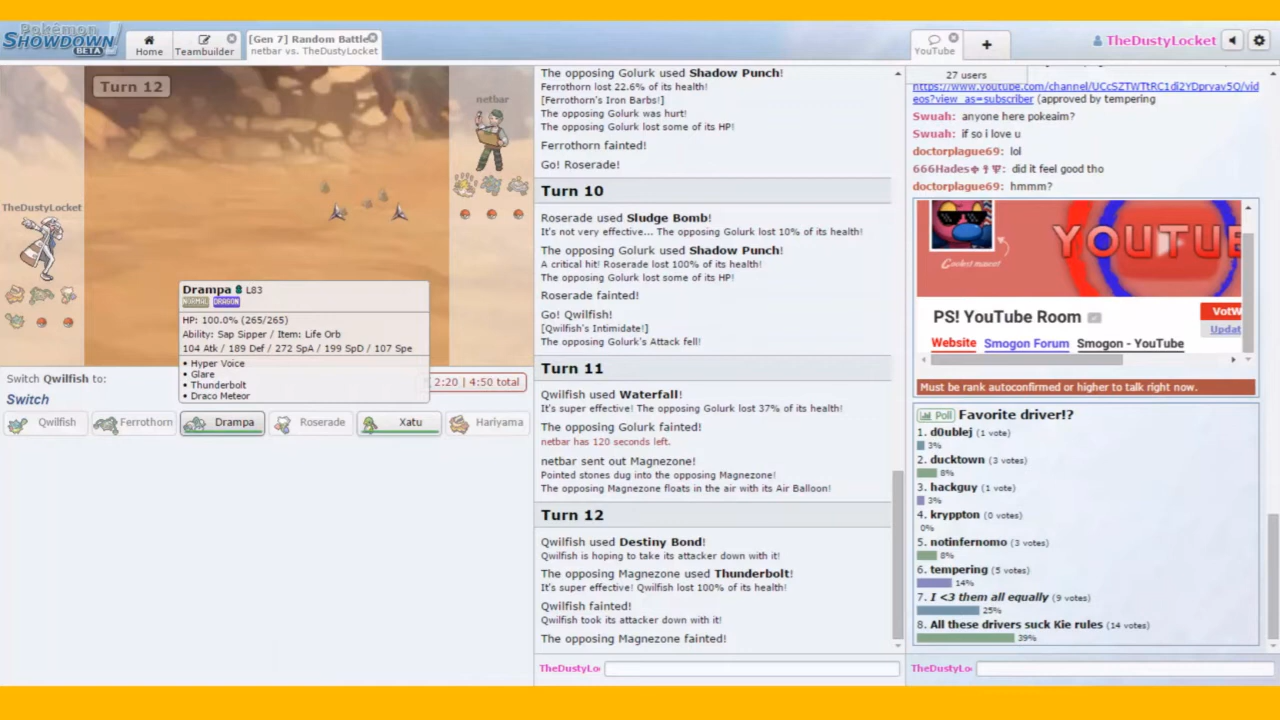 Pokémon
SHOWDOWN
BETA
Home
Teambuilder
[Gen 7] Random Battle
netbar vs. TheDustyLocket
YouTube
+
TheDustyLocket
Turn 12
netbar
TheDustyLocket
Drampa L83
NORMAL DRAGON
HP: 100.0% (265/265)
Ability: Sap Sipper / Item: Life Orb
104 Atk / 189 Def / 272 SpA / 199 SpD / 107 Spe
• Hyper Voice
• Glare
• Thunderbolt
• Draco Meteor
Switch Qwilfish to:
2:20 | 4:50 total
Switch
Qwilfish
Ferrothorn
Drampa
Roserade
Xatu
Hariyama
The opposing Golurk used Shadow Punch!
Ferrothorn lost 22.6% of its health!
[Ferrothorn's Iron Barbs!]
The opposing Golurk was hurt!
The opposing Golurk lost some of its HP!
Ferrothorn fainted!
Go! Roserade!
Turn 10
Roserade used Sludge Bomb!
It's not very effective... The opposing Golurk lost 10% of its health!
The opposing Golurk used Shadow Punch!
A critical hit! Roserade lost 100% of its health!
The opposing Golurk lost some of its HP!
Roserade fainted!
Go! Qwilfish!
[Qwilfish's Intimidate!]
The opposing Golurk's Attack fell!
Turn 11
Qwilfish used Waterfall!
It's super effective! The opposing Golurk lost 37% of its health!
The opposing Golurk fainted!
netbar has 120 seconds left.
netbar sent out Magnezone!
Pointed stones dug into the opposing Magnezone!
The opposing Magnezone floats in the air with its Air Balloon!
Turn 12
Qwilfish used Destiny Bond!
Qwilfish is hoping to take its attacker down with it!
The opposing Magnezone used Thunderbolt!
It's super effective! Qwilfish lost 100% of its health!
Qwilfish fainted!
Qwilfish took its attacker down with it!
The opposing Magnezone fainted!
TheDustyLo
27 users
(approved by tempering
Swuah: anyone here pokeaim?
Swuah: if so i love u
doctorplague69: lol
666Hades: did it feel good tho
doctorplague69: hmmm?
Coolest mascot
YOUTUE
PS! YouTube Room
VotW
Updat
Website Smogon Forum Smogon - YouTube
Must be rank autoconfirmed or higher to talk right now.
Poll Favorite driver!?
1. d0ublej (1 vote)
3%
2. ducktown (3 votes)
8%
3. hackguy (1 vote)
3%
4. kryppton (0 votes)
0%
5. notinfernomo (3 votes)
8%
6. tempering (5 votes)
14%
7. I <3 them all equally (9 votes)
25%
8. All these drivers suck Kie rules (14 votes)
39%
TheDustyLo